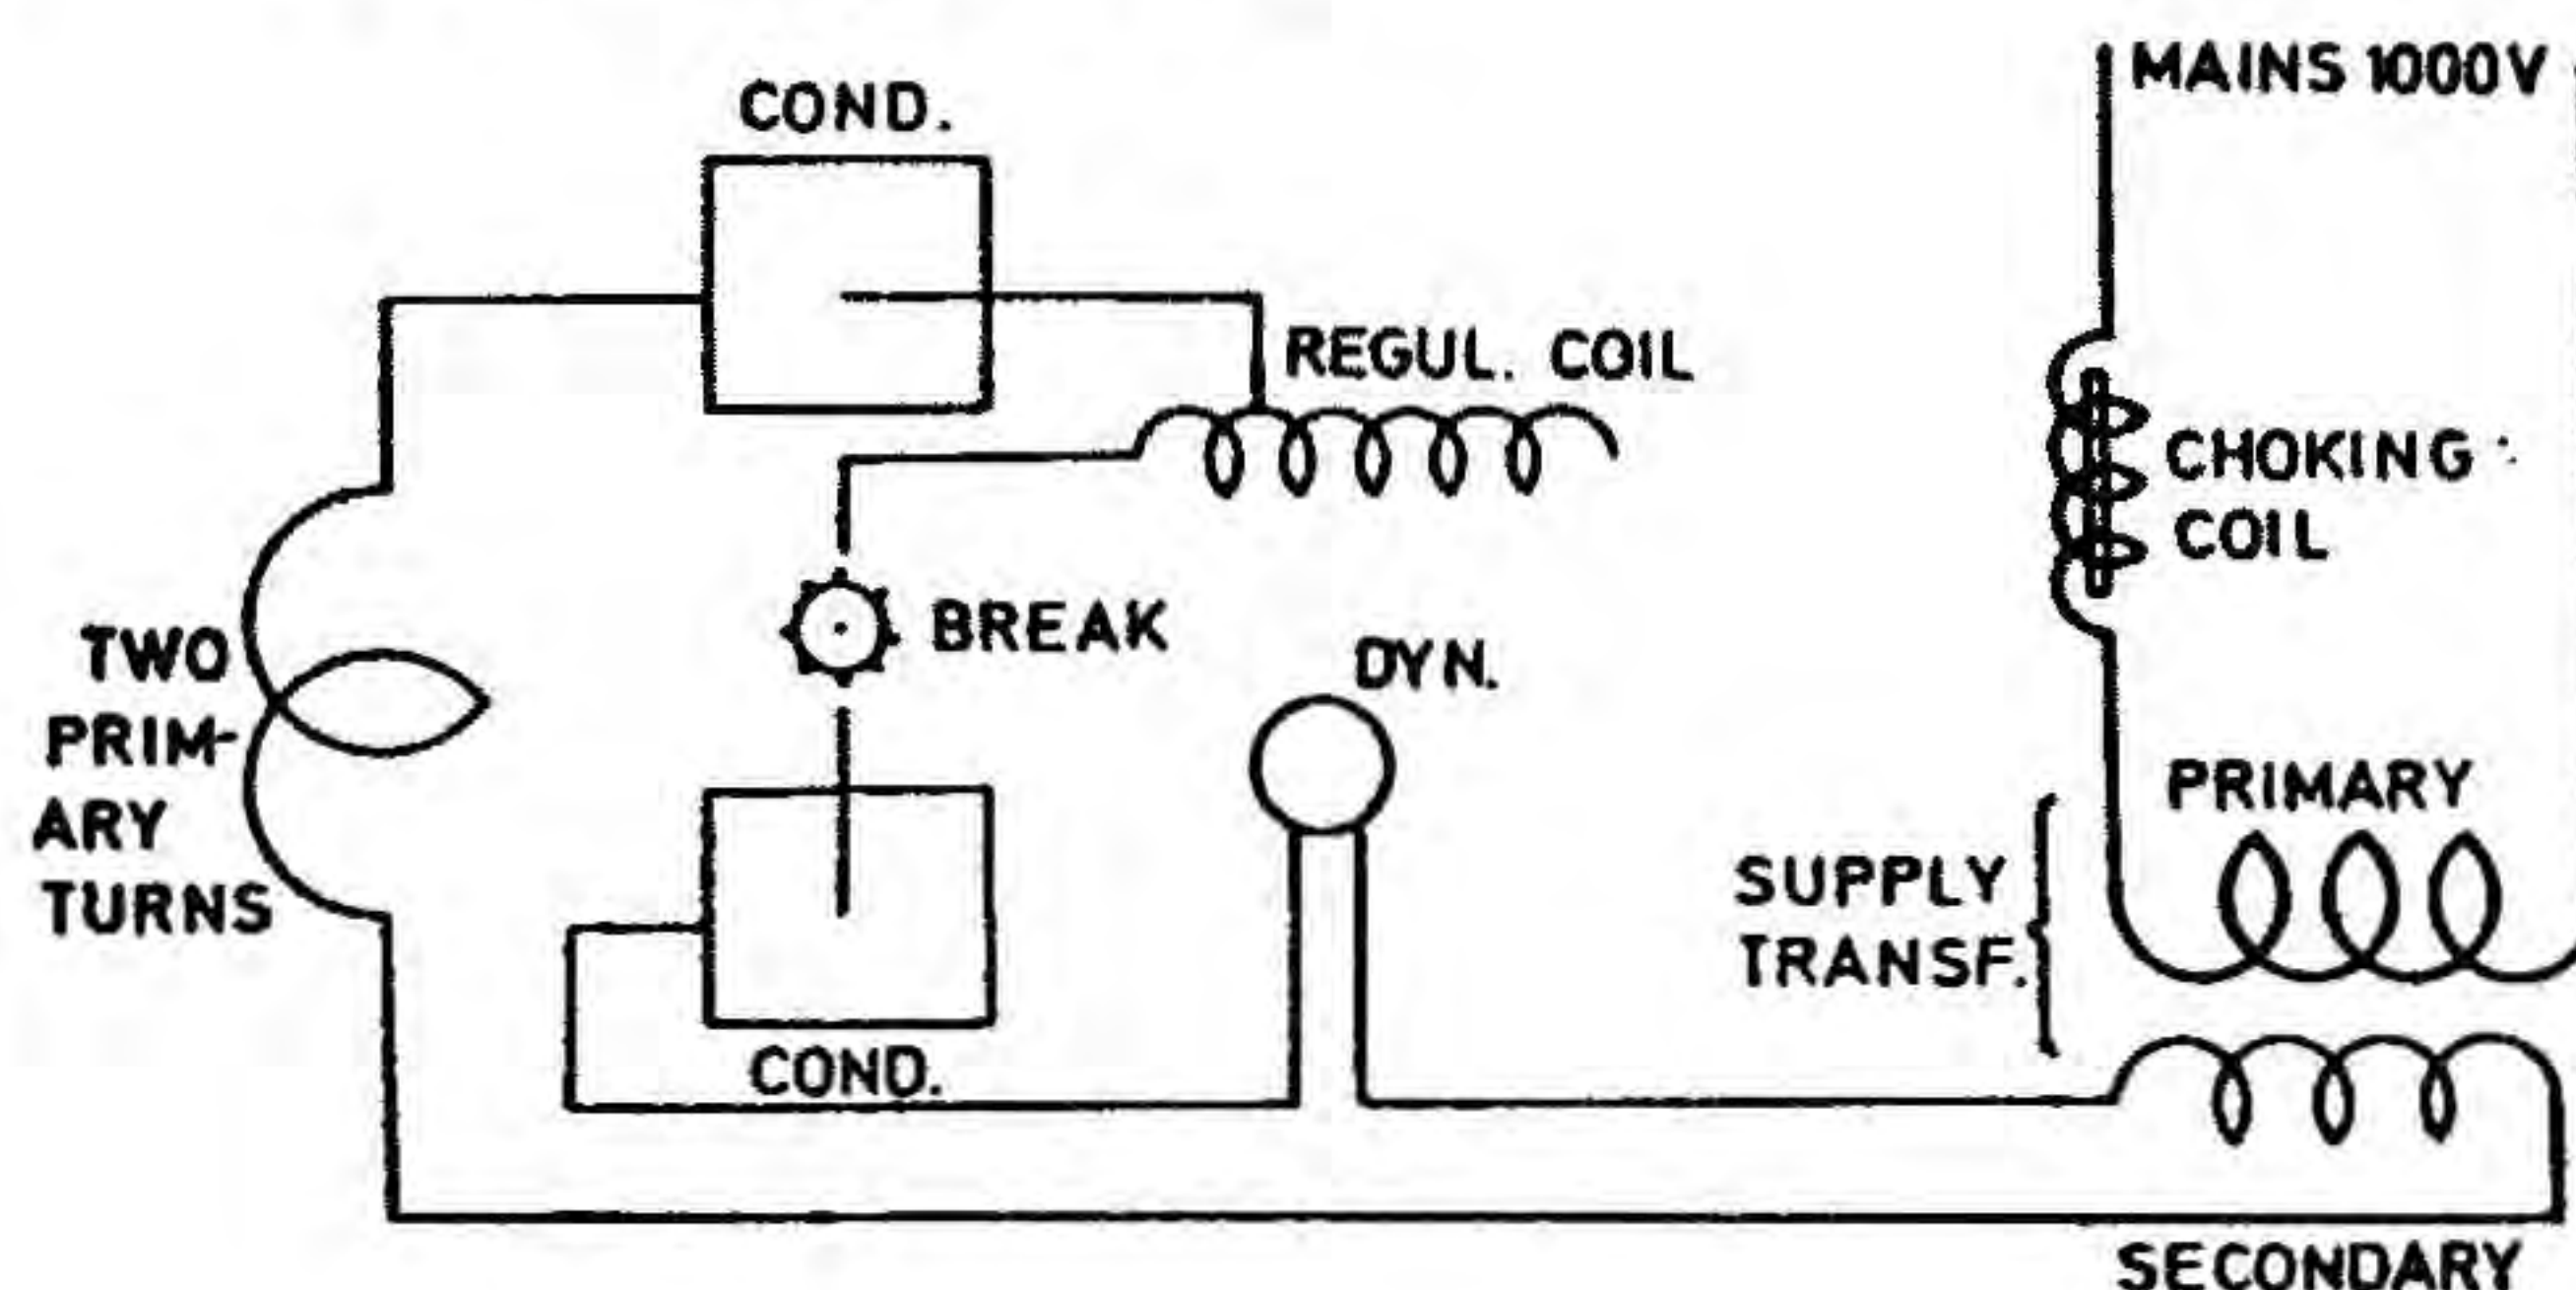 MAINS 1000V
COND.
REGUL. COIL
CHOKING
COIL
BREAK
DYN.
TWO
PRIM-
ARY
TURNS
PRIMARY
SUPPLY
TRANSF.
COND.
SECONDARY